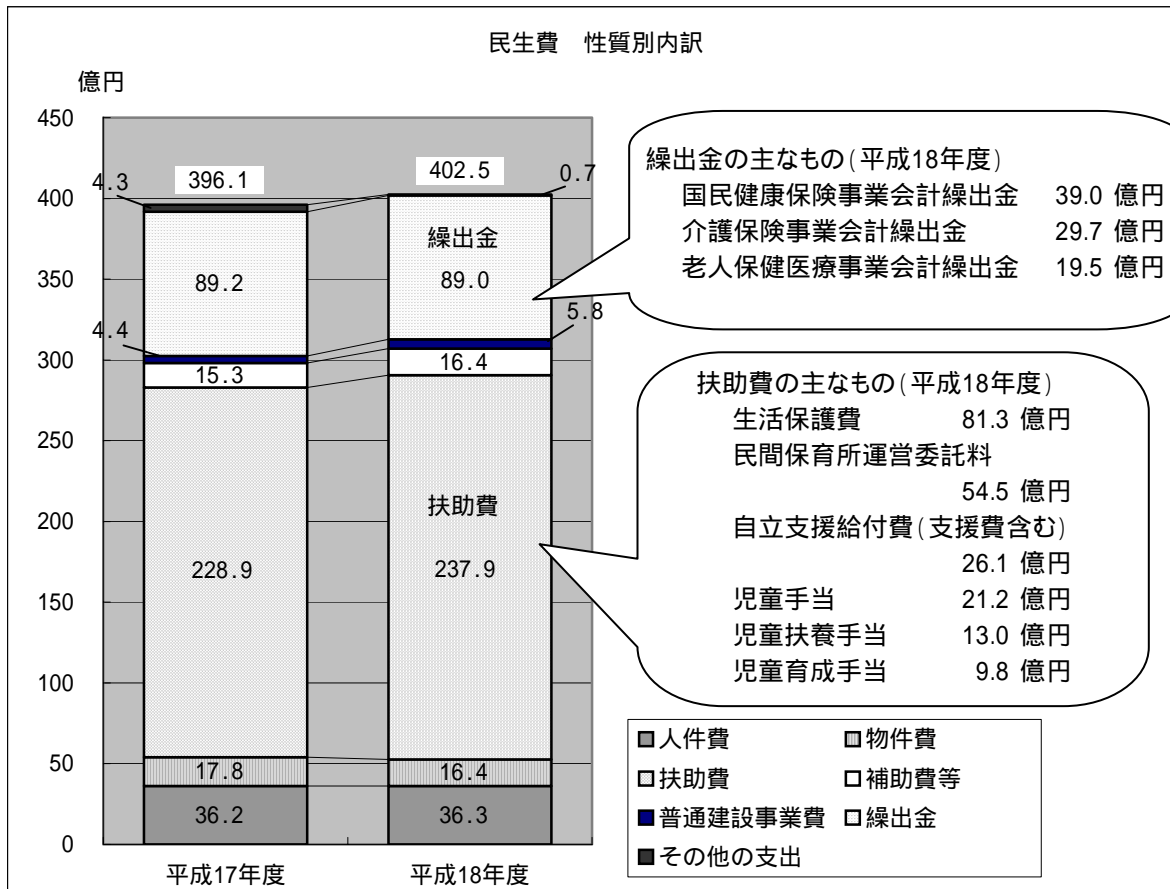 民生費　性質別内訳
億円
450
400
350
300
250
200
150
100
50
0
4.3
396.1
89.2
4.4
15.3
228.9
17.8
36.2
平成17年度
402.5
0.7
繰出金
89.0
5.8
16.4
扶助費
237.9
16.4
36.3
平成18年度
繰出金の主なもの(平成18年度)
国民健康保険事業会計繰出金　39.0 億円
介護保険事業会計繰出金　29.7 億円
老人保健医療事業会計繰出金　19.5 億円
扶助費の主なもの(平成18年度)
生活保護費　81.3 億円
民間保育所運営委託料
54.5 億円
自立支援給付費(支援費含む)
26.1 億円
児童手当　21.2 億円
児童扶養手当　13.0 億円
児童育成手当　9.8 億円
人件費　物件費
扶助費　補助費等
普通建設事業費　繰出金
その他の支出